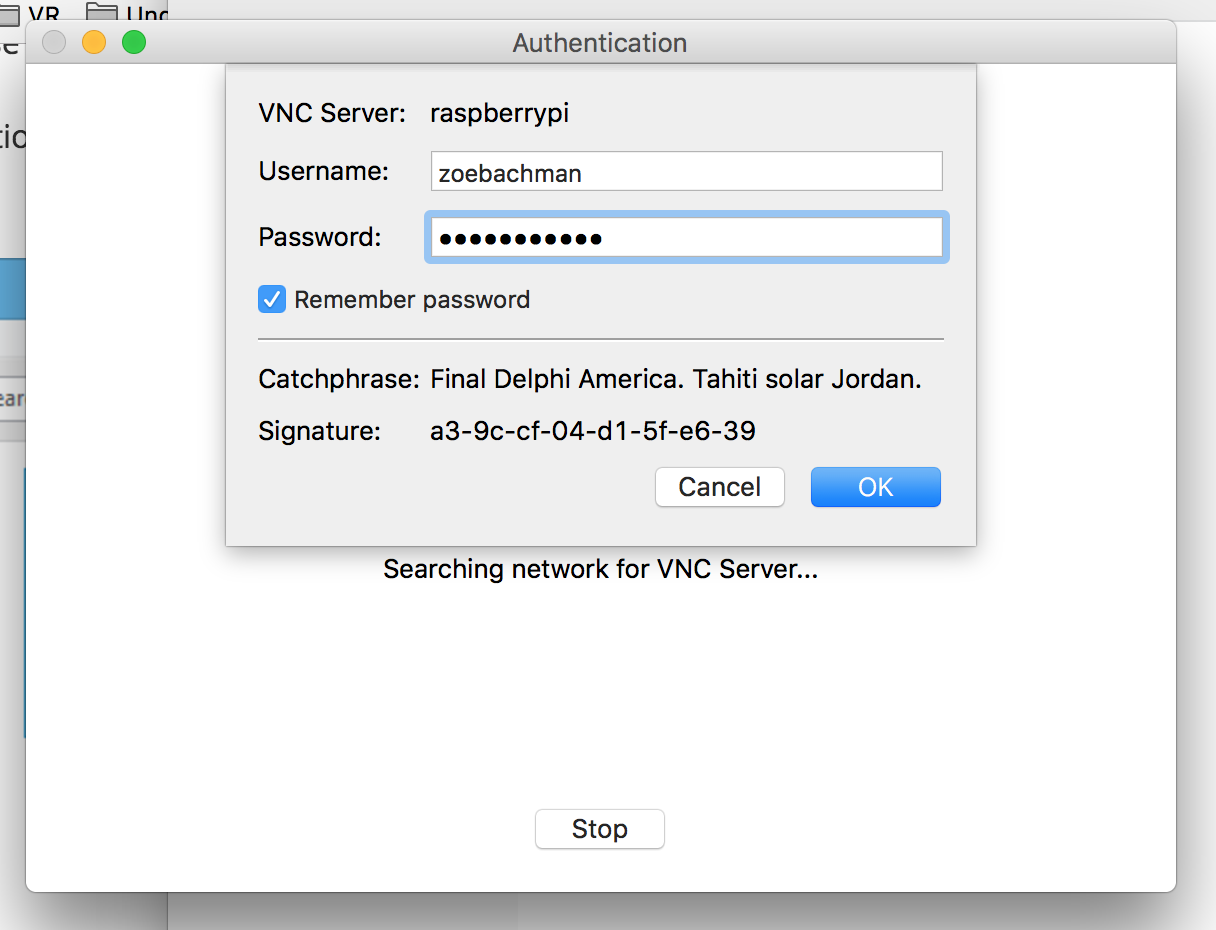 VR
Authentication
VNC Server: raspberrypi
Username: zoebachman
Password: ●●●●●●●●●●●
Remember password
Catchphrase: Final Delphi America. Tahiti solar Jordan.
Signature: a3-9c-cf-04-d1-5f-e6-39
Cancel OK
Searching network for VNC Server...
Stop